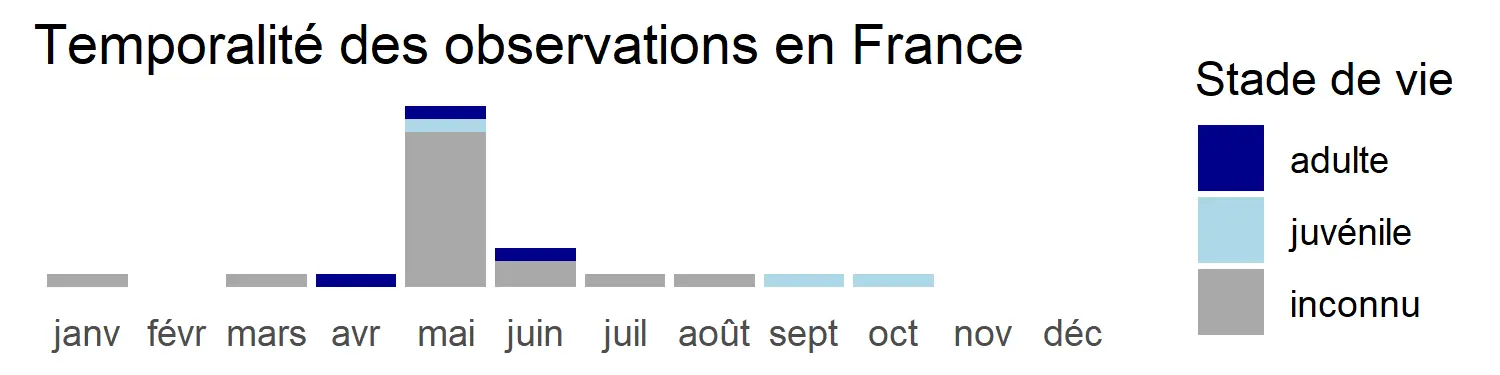 Temporalité des observations en France
janv févr mars avr mai juin juil août sept oct nov déc
Stade de vie
adulte
juvénile
inconnu